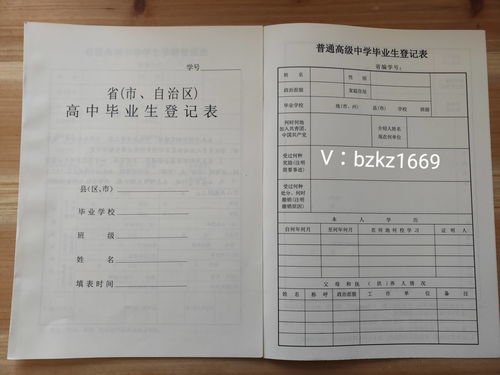 学号
省(市、自治区)
高中毕业生登记表
县(区、市)
毕业学校
班 级
姓 名
填表时间
普通高级中学毕业生登记表
省编学号:
姓 名 性 别
政治面貌 家庭住址
毕业学校 地(市、州) 县(市) 学校 班级
何时何地
加入共青团、
中国共产党
介绍人姓名
现在何单位
受过何种
奖励(注明
简要事迹)
V:bzkz1669
受过何种
处分、何时
撤销(注明
撤销原因)
本 人 学 历
自何年何月 至何年何月 在何地何校学习 证 明 人
父 母 和 抚 ( 供 ) 养 人 情 况
姓 名 称 呼 政治面貌 工 作 单 位 备 注